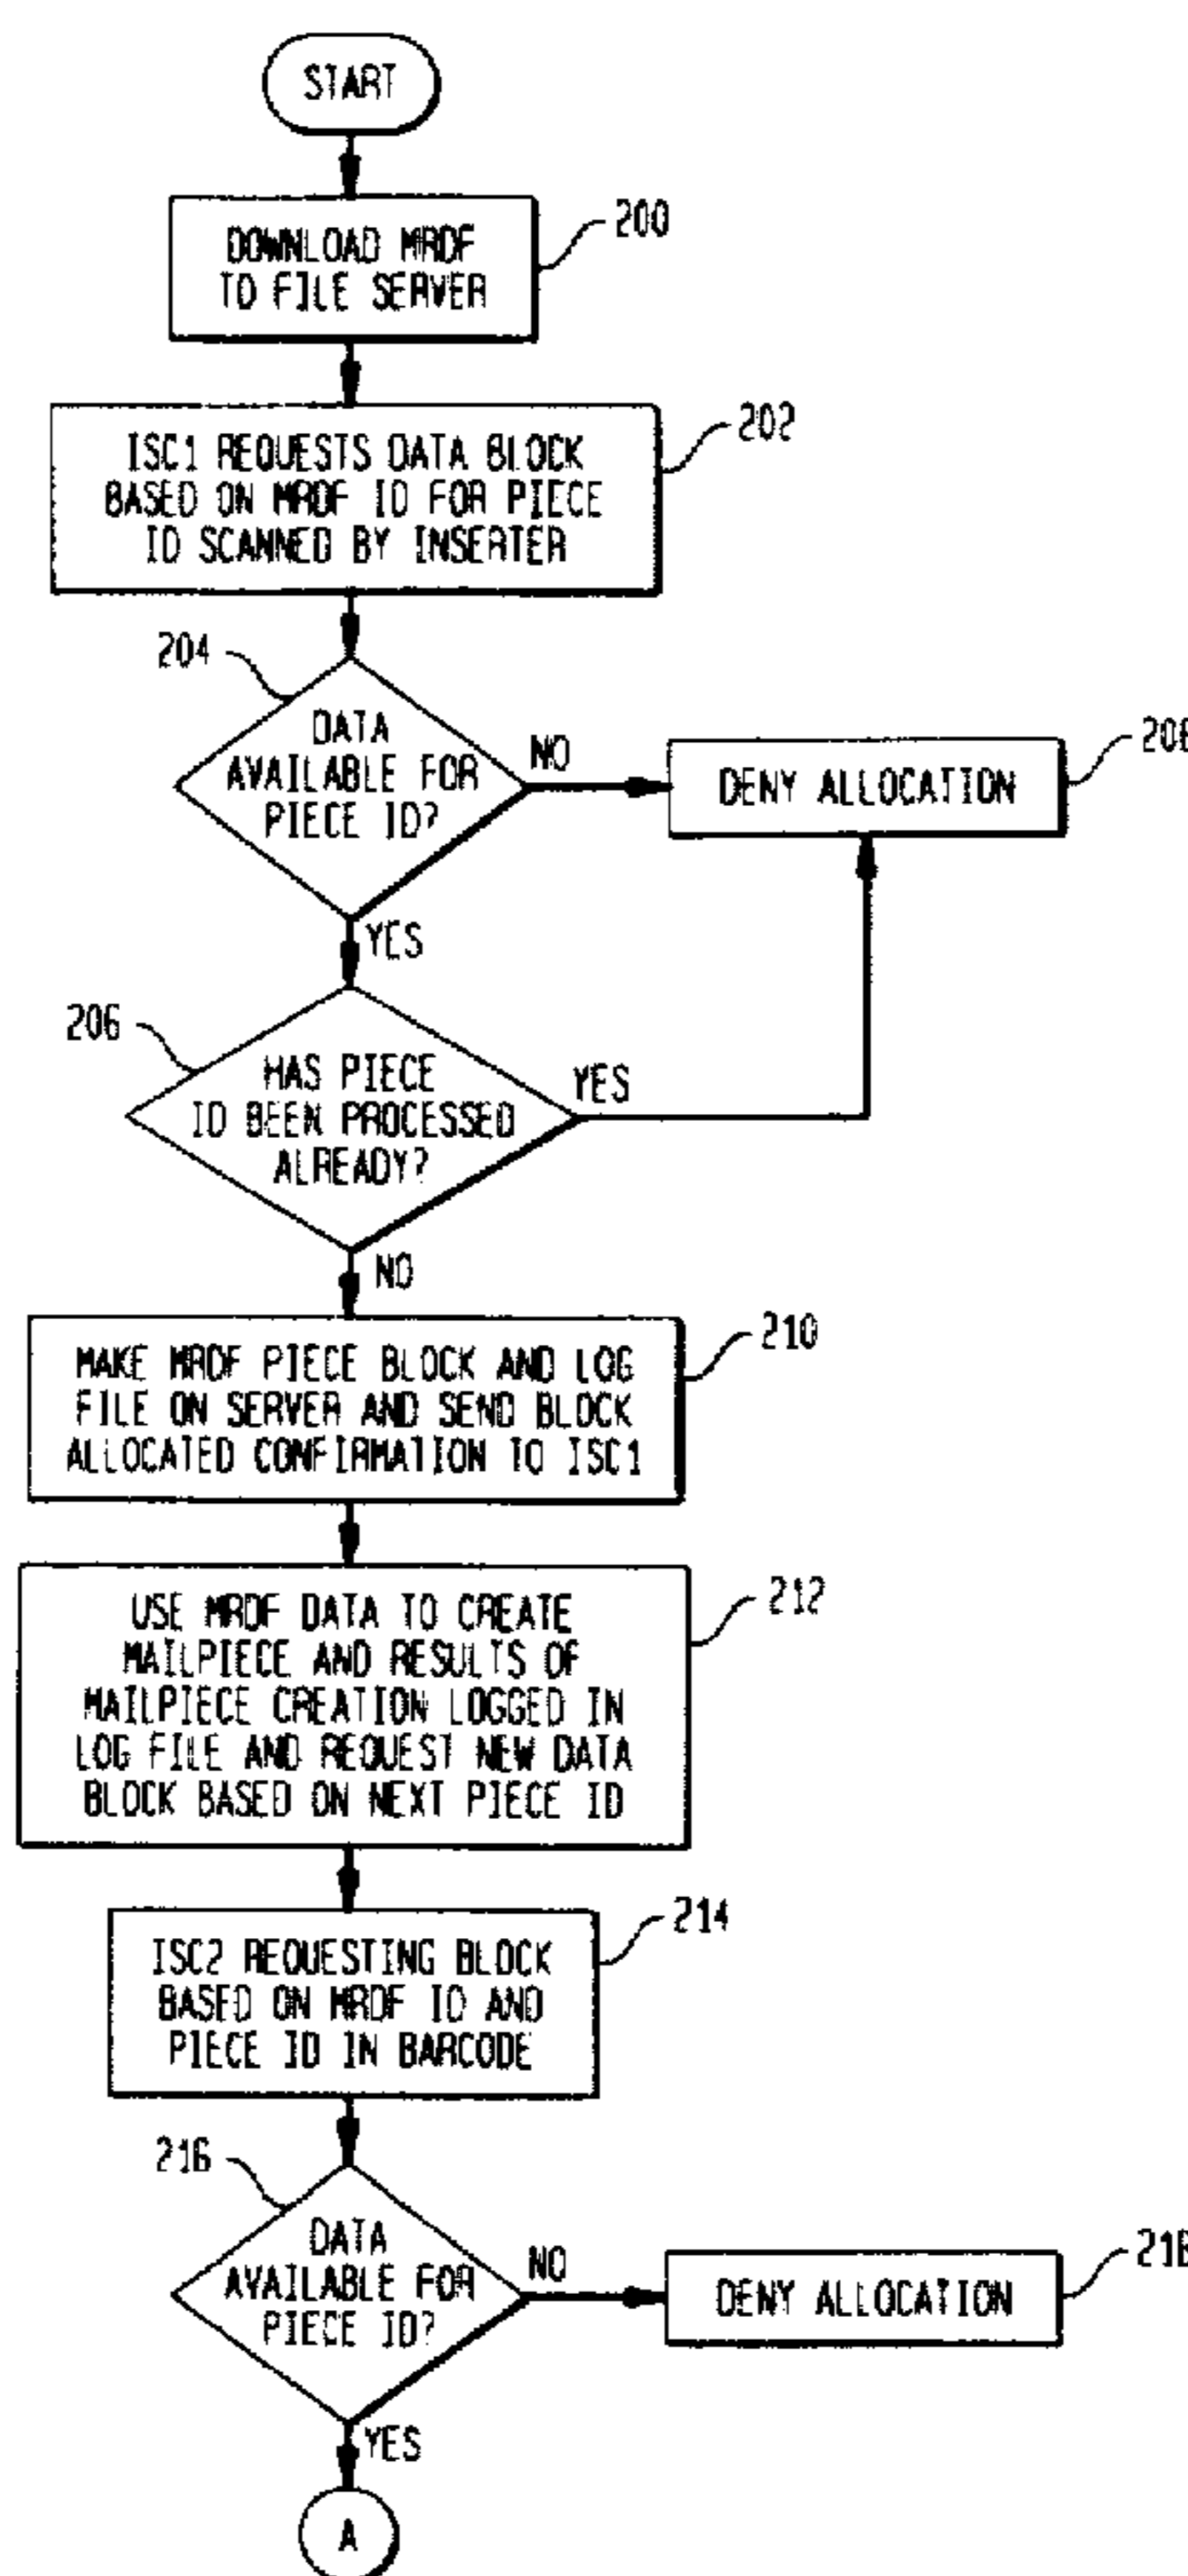 START
DOWNLOAD MRDF
TO FILE SERVER
200
ISC1 REQUESTS DATA BLOCK
BASED ON MRDF ID FOR PIECE
ID SCANNED BY INSERTER
202
204
DATA
AVAILABLE FOR
PIECE ID?
NO
DENY ALLOCATION
208
YES
206
HAS PIECE
ID BEEN PROCESSED
ALREADY?
YES
NO
MAKE MRDF PIECE BLOCK AND LOG
FILE ON SERVER AND SEND BLOCK
ALLOCATED CONFIRMATION TO ISC1
210
USE MRDF DATA TO CREATE
MAILPIECE AND RESULTS OF
MAILPIECE CREATION LOGGED IN
LOG FILE AND REQUEST NEW DATA
BLOCK BASED ON NEXT PIECE ID
212
ISC2 REQUESTING BLOCK
BASED ON MRDF ID AND
PIECE ID IN BARCODE
214
216
DATA
AVAILABLE FOR
PIECE ID?
NO
DENY ALLOCATION
218
YES
A